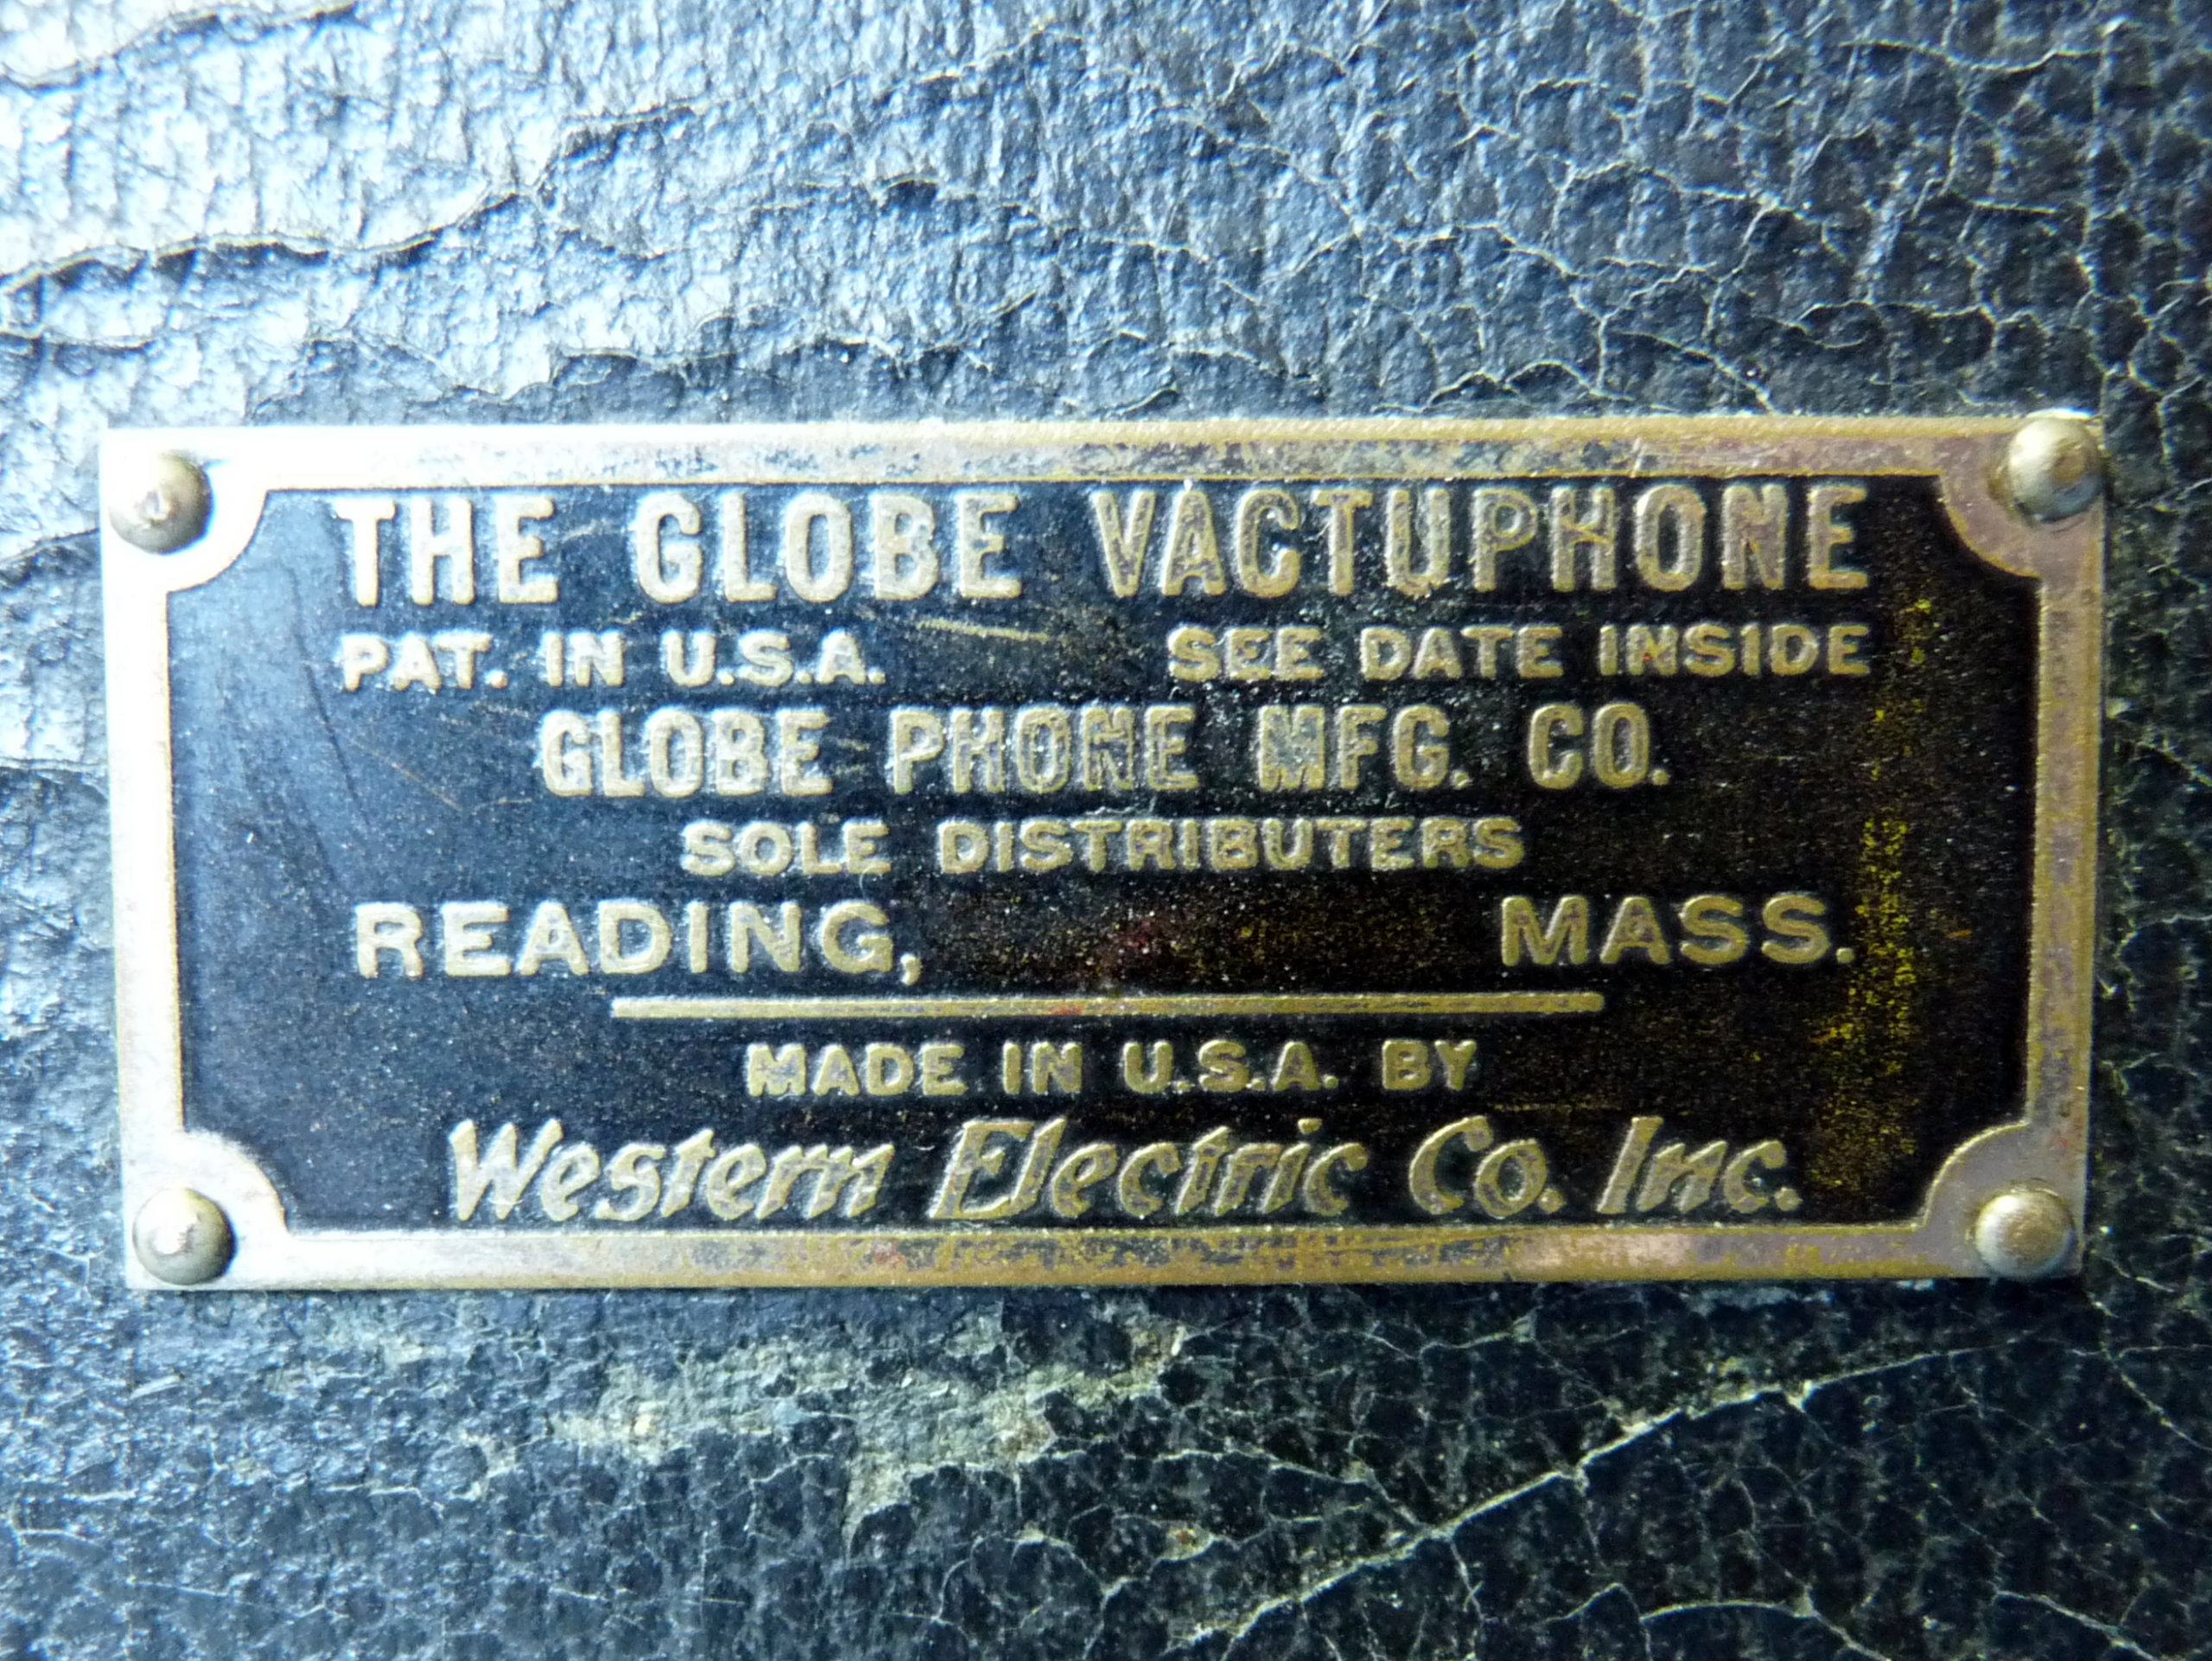 THE GLOBE VACTUPHONE
PAT. IN U.S.A. SEE DATE INSIDE
GLOBE PHONE MFG. CO.
SOLE DISTRIBUTERS
READING, MASS.
MADE IN U.S.A. BY
Western Electric Co. Inc.